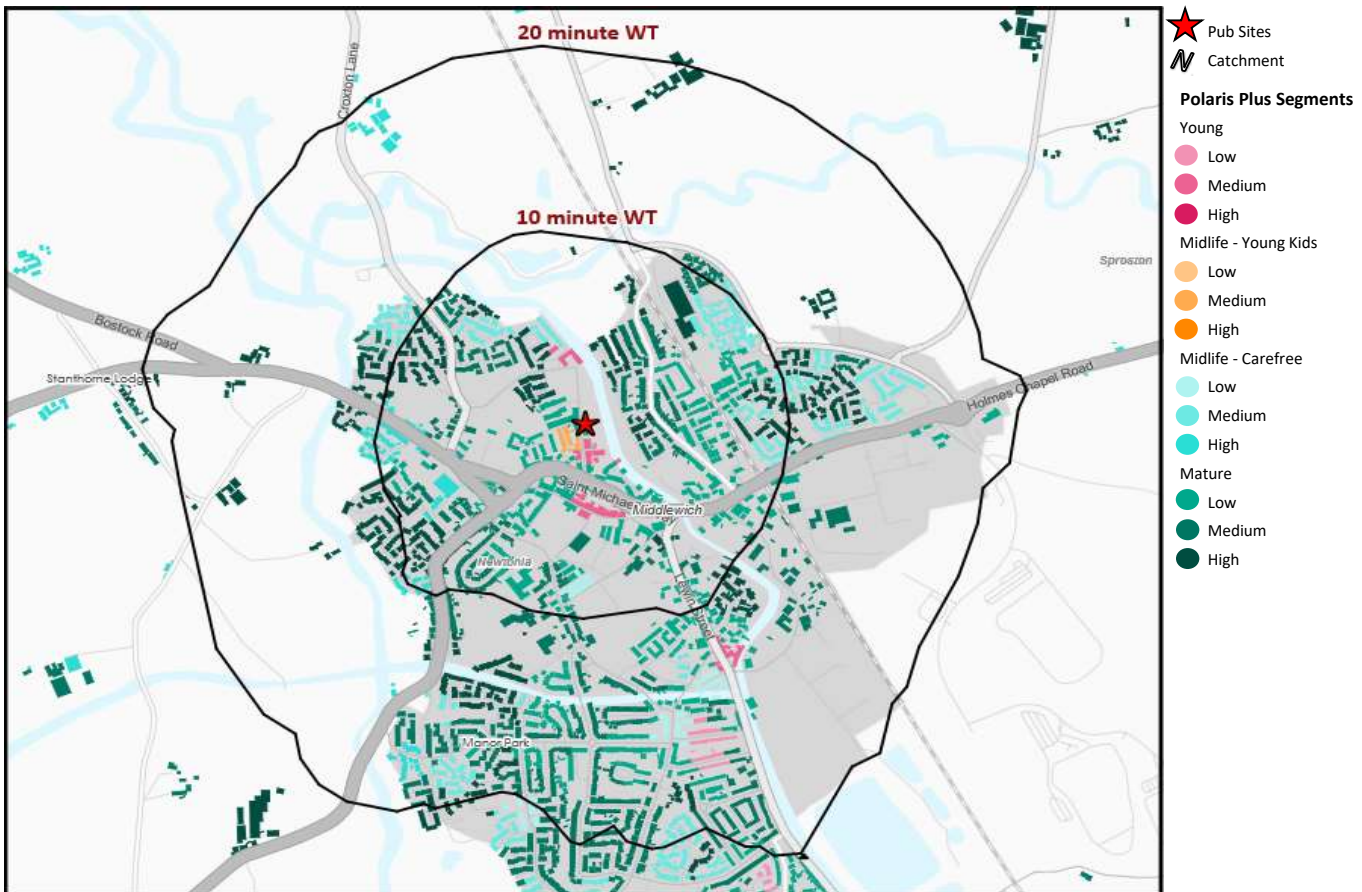 20 minute WT
Croxton Lane
10 minute WT
Sproston
Bostock Road
Stanthorne Lodge
Holmes Chapel Road
Saint Michael
Middlewich
Newtonia
Lewin Street
Manor Park
Pub Sites
Catchment
Polaris Plus Segments
Young
Low
Medium
High
Midlife - Young Kids
Low
Medium
High
Midlife - Carefree
Low
Medium
High
Mature
Low
Medium
High